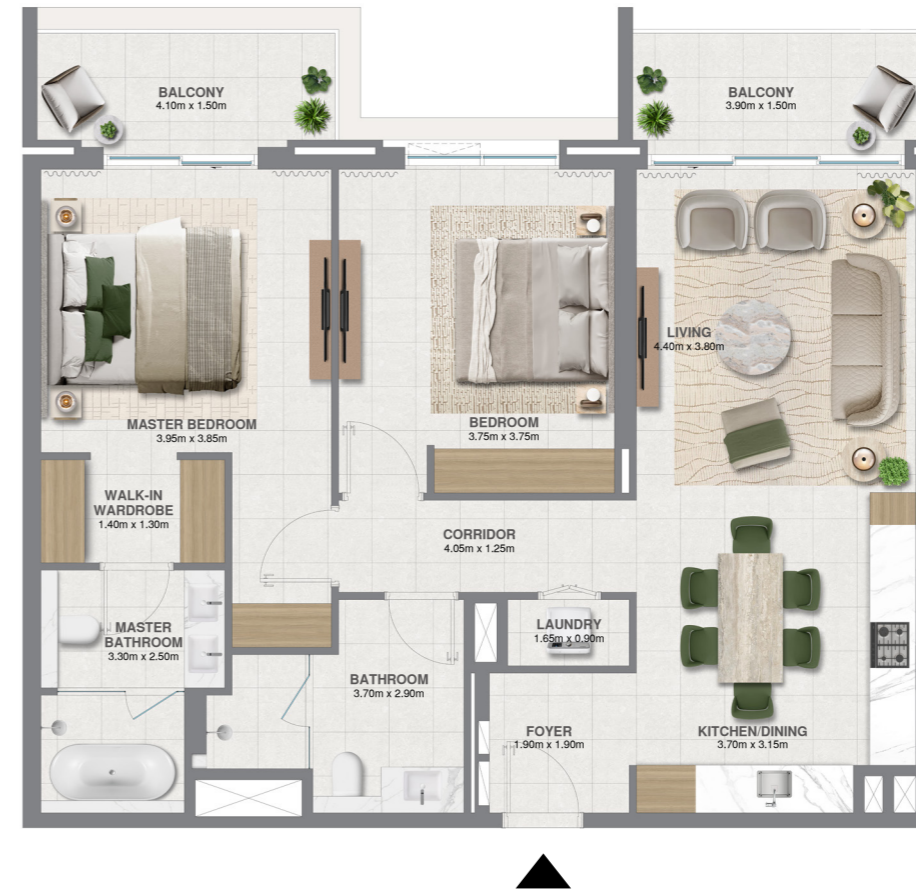 BALCONY
4.10m x 1.50m
BALCONY
3.90m x 1.50m
LIVING
4.40m x 3.80m
MASTER BEDROOM
3.95m x 3.85m
BEDROOM
3.75m x 3.75m
WALK-IN
WARDROBE
1.40m x 1.30m
CORRIDOR
4.05m x 1.25m
MASTER
BATHROOM
3.30m x 2.50m
LAUNDRY
1.65m x 0.90m
BATHROOM
3.70m x 2.90m
FOYER
1.90m x 1.90m
KITCHEN/DINING
3.70m x 3.15m